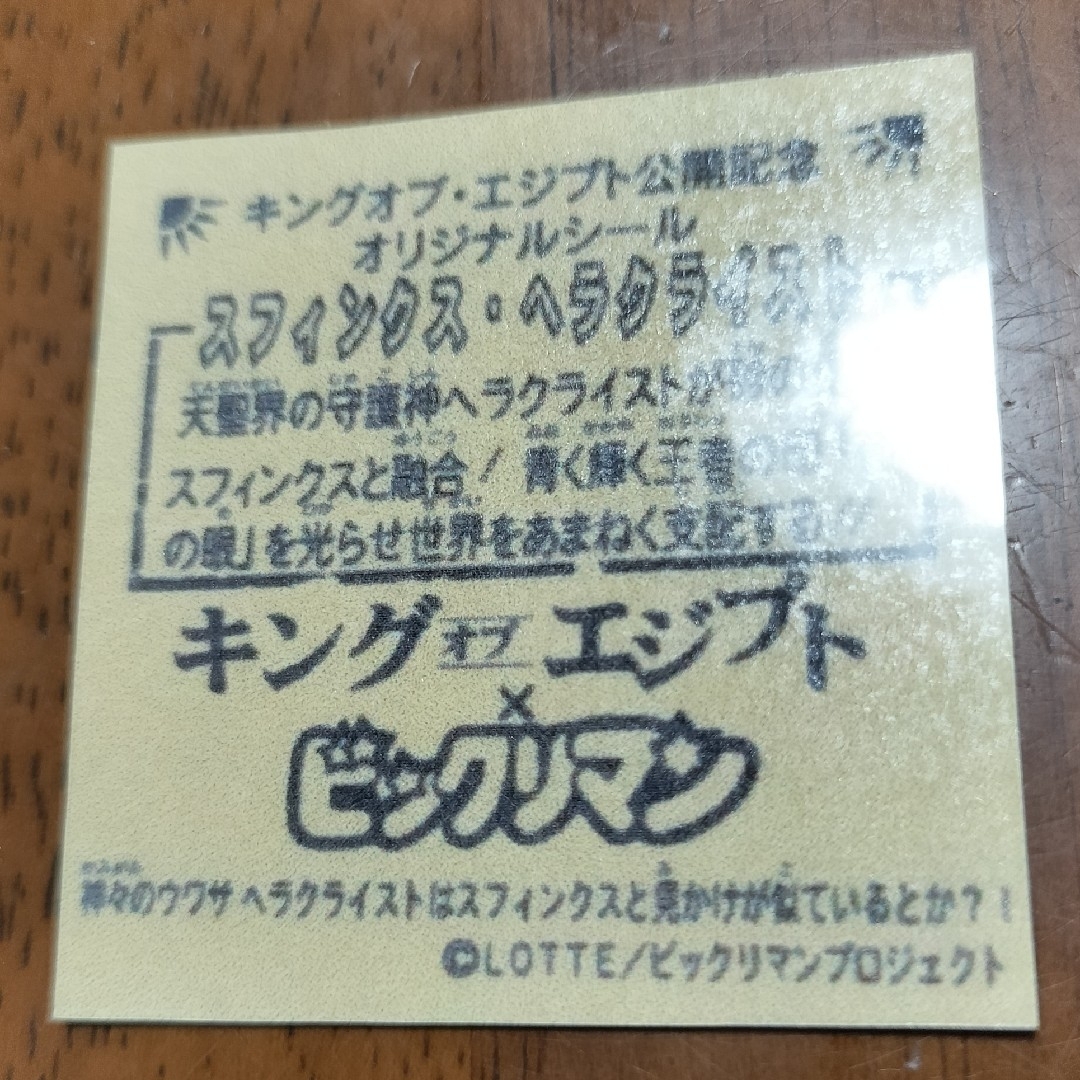 キングオブ・エジプト公開記念
オリジナルシール
スフィンクス・ヘラクライスト
天聖界の守護神ヘラクライストが
スフィンクスと融合! 青く輝く王者の
の眼」を光らせ世界をあまねく支配する
キングオブエジプト
×
ビックリマン
神々のウワサ ヘラクライストはスフィンクスと見かけが似ているとか?!
©LOTTE/ビックリマンプロジェクト